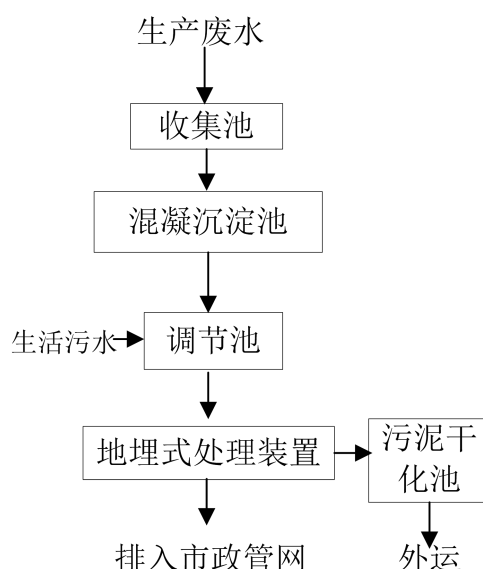 生产废水
收集池
混凝沉淀池
生活污水
调节池
地埋式处理装置
污泥干
化池
排入市政管网
外运